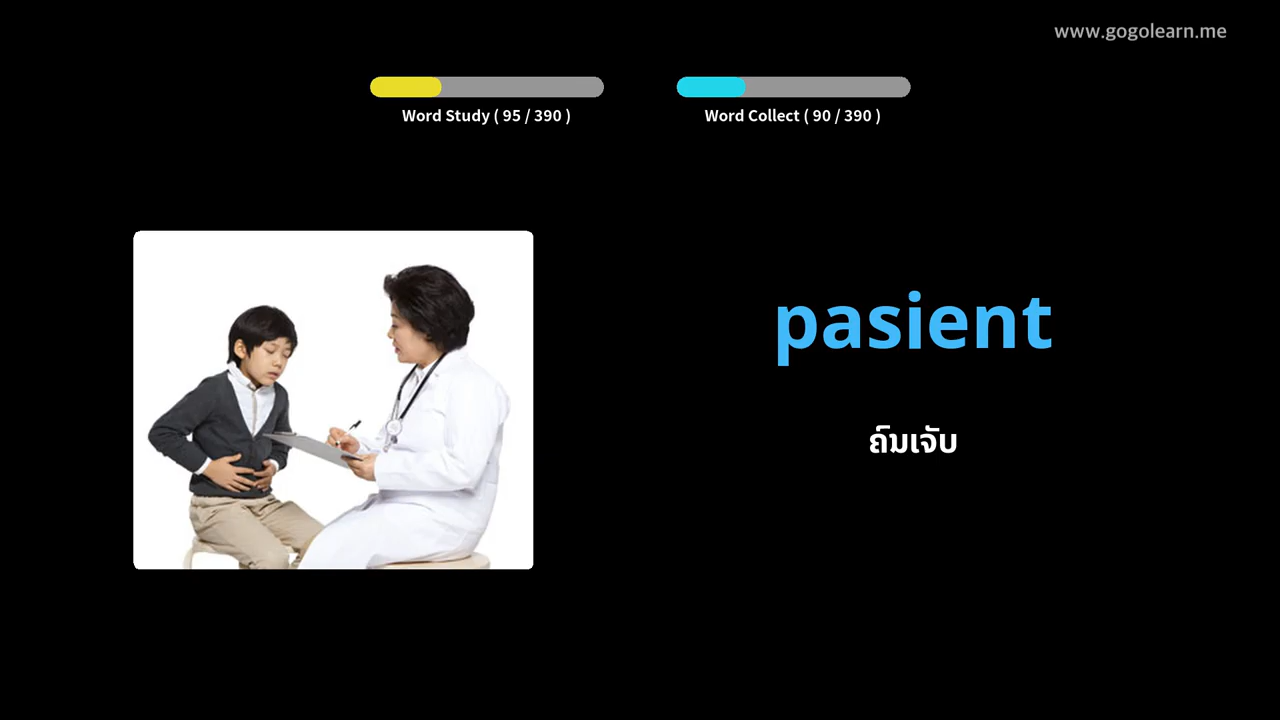 www.gogolearn.me
Word Study ( 95 / 390 )
Word Collect ( 90 / 390 )
pasient
ຄົນເຈັບ